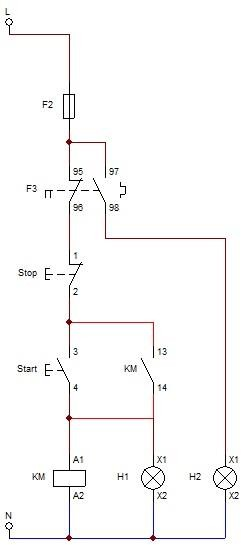 L
F2
95 97
F3
96 98
1
Stop
2
3 13
Start KM
4 14
A1 X1 X1
KM H1 H2
A2 X2 X2
N